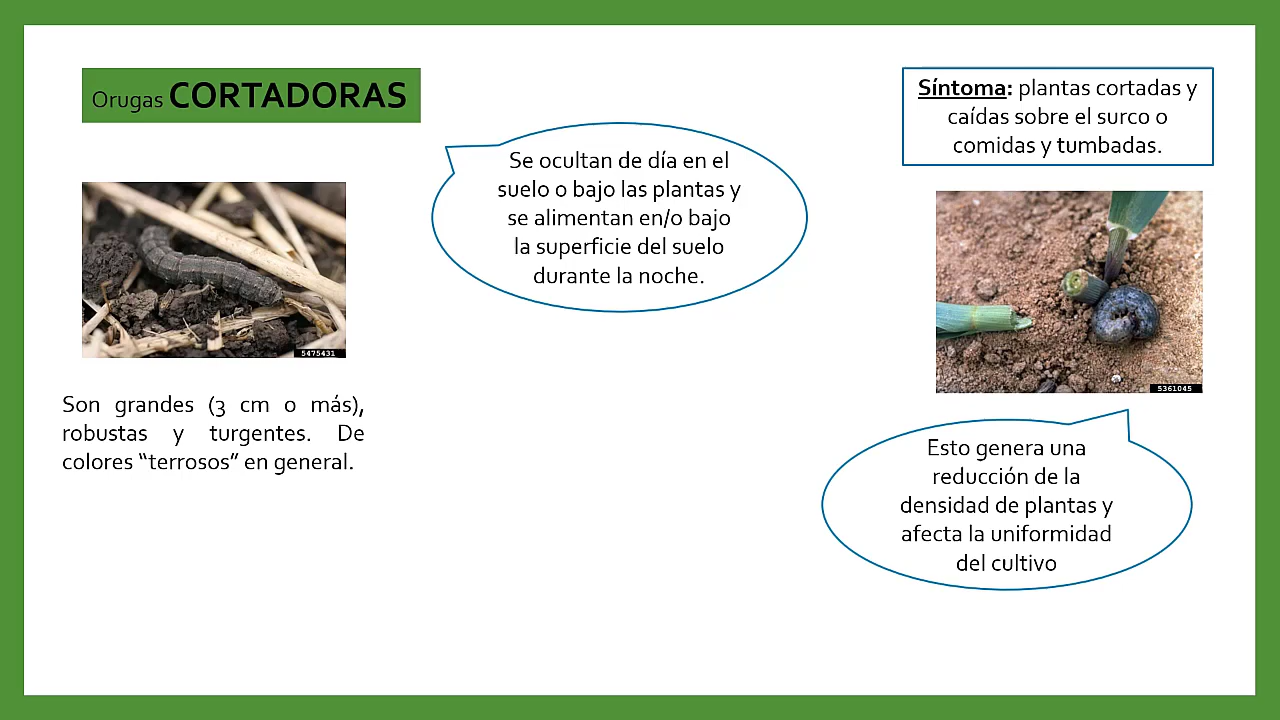 Orugas CORTADORAS
Se ocultan de día en el
suelo o bajo las plantas y
se alimentan en/o bajo
la superficie del suelo
durante la noche.
Síntoma: plantas cortadas y
caídas sobre el surco o
comidas y tumbadas.
5475431
5361045
Son grandes (3 cm o más),
robustas y turgentes. De
colores “terrosos” en general.
Esto genera una
reducción de la
densidad de plantas y
afecta la uniformidad
del cultivo